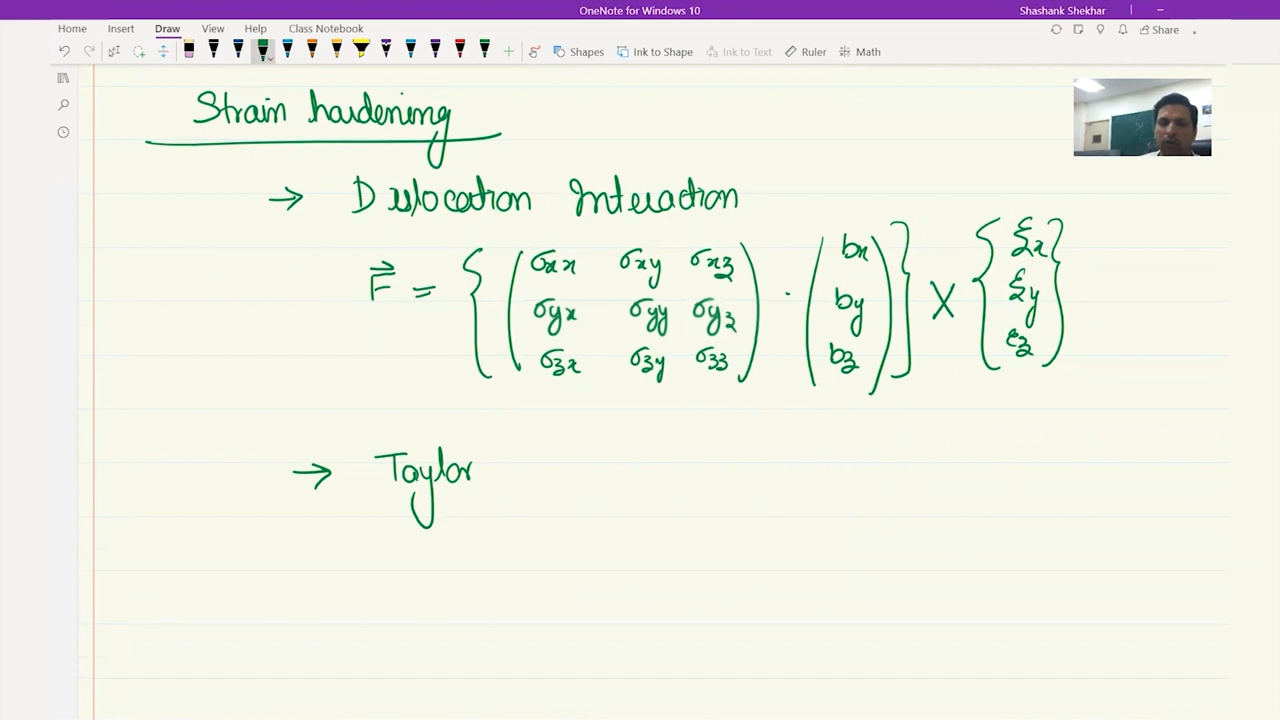 OneNote for Windows 10
Shashank Shekhar
Home Insert Draw View Help Class Notebook
Share
Shapes Ink to Shape Ink to Text Ruler Math
Strain hardening
→ Dislocation Interaction
F⃗ = { ( σxx σxy σxz
σyx σyy σyz
σzx σzy σzz ) · ( bx
by
bz ) } × { ξx
ξy
ξz }
→ Taylor